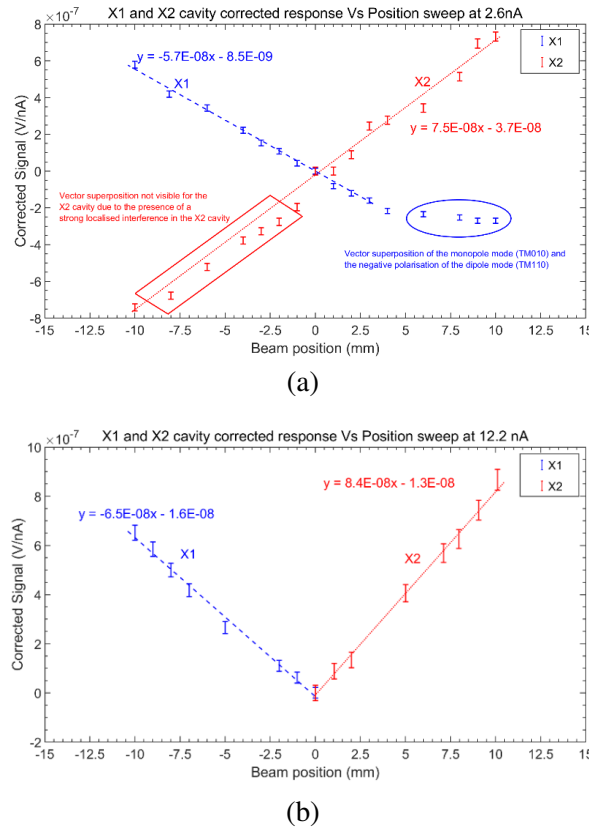 X1 and X2 cavity corrected response Vs Position sweep at 2.6nA
×10-7
8
6
4
2
0
-2
-4
-6
-8
Corrected Signal (V/nA)
y = -5.7E-08x - 8.5E-09
X1
X2
X1
X2
y = 7.5E-08x - 3.7E-08
Vector superposition not visible for the
X2 cavity due to the presence of a
strong localised interference in the X2 cavity
Vector superposition of the monopole mode (TM010) and
the negative polarisation of the dipole mode (TM110)
-15 -12.5 -10 -7.5 -5 -2.5 0 2.5 5 7.5 10 12.5 15
Beam position (mm)
(a)
X1 and X2 cavity corrected response Vs Position sweep at 12.2 nA
×10-7
10
8
6
4
2
0
-2
Corrected Signal (V/nA)
y = -6.5E-08x - 1.6E-08
X1
8.4E-08x - 1.3E-08
X2
X1
X2
-15 -12.5 -10 -7.5 -5 -2.5 0 2.5 5 7.5 10 12.5 15
Beam position (mm)
(b)